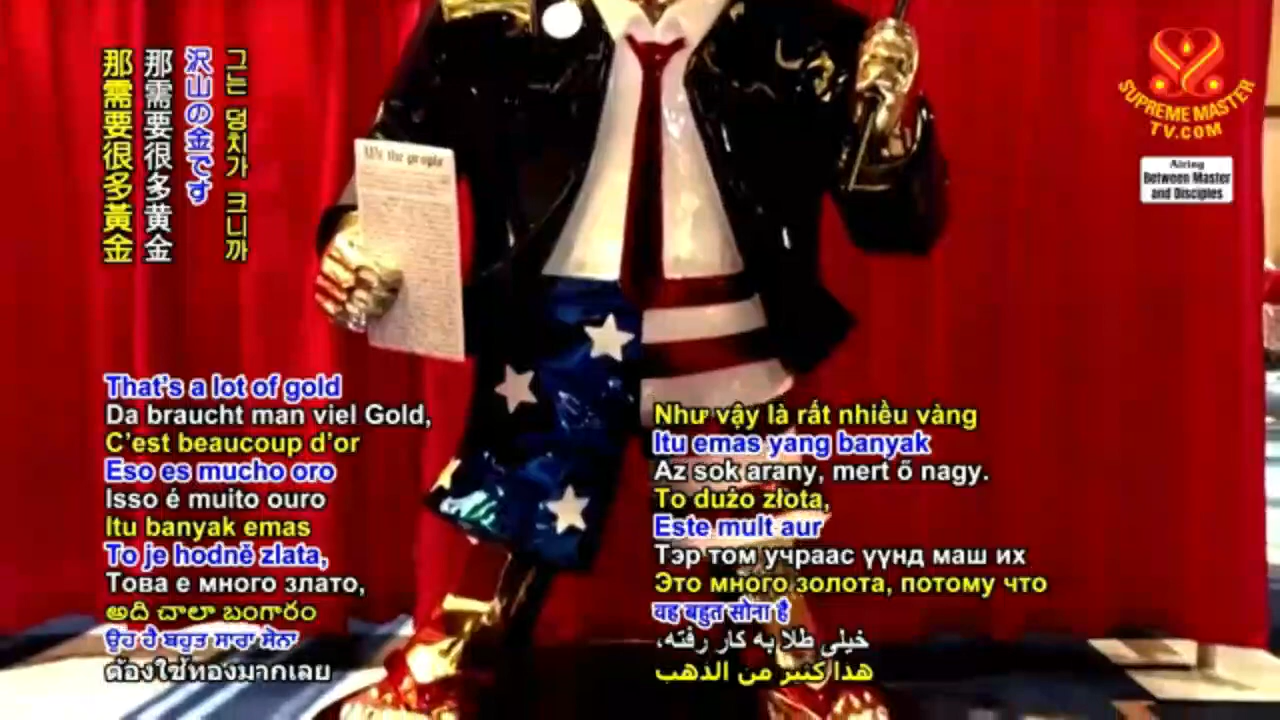 그는 덩치가 크니까
沢山の金です
那需要很多黄金
那需要很多黃金
SUPREME MASTER
TV.COM
Airing
Between Master
and Disciples
We the people
That's a lot of gold
Da braucht man viel Gold,
C'est beaucoup d'or
Eso es mucho oro
Isso é muito ouro
Itu banyak emas
To je hodně zlata,
Това е много злато,
అది చాలా బంగారం
ਉਹ ਹੈ ਬਹੁਤ ਸਾਰਾ ਸੋਨਾ
ต้องใช้ทองมากเลย
Như vậy là rất nhiều vàng
Itu emas yang banyak
Az sok arany, mert ő nagy.
To dużo złota,
Este mult aur
Тэр том учраас үүнд маш их
Это много золота, потому что
वह बहुत सोना है
خیلی طلا به کار رفته،
هذا كثير من الذهب